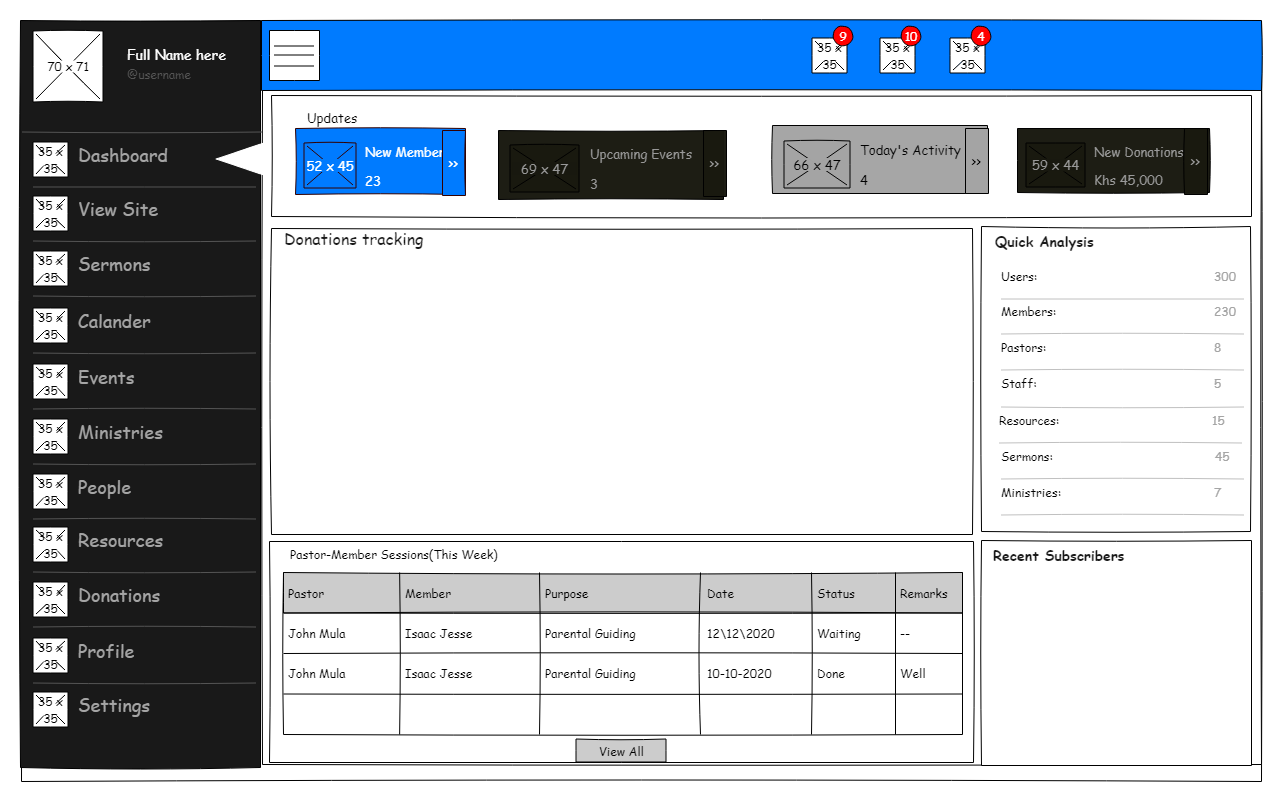 70 x 71
Full Name here
@username
9
10
4
35 x
35
35 x
35
35 x
35
35 x
35
Dashboard
35 x
35
View Site
35 x
35
Sermons
35 x
35
Calander
35 x
35
Events
35 x
35
Ministries
35 x
35
People
35 x
35
Resources
35 x
35
Donations
35 x
35
Profile
35 x
35
Settings
Updates
52 x 45
New Member
23
>>
69 x 47
Upcoming Events
3
>>
66 x 47
Today's Activity
4
>>
59 x 44
New Donations
Khs 45,000
>>
Donations tracking
Quick Analysis
Users: 300
Members: 230
Pastors: 8
Staff: 5
Resources: 15
Sermons: 45
Ministries: 7
Pastor-Member Sessions(This Week)
Pastor Member Purpose Date Status Remarks
John Mula Isaac Jesse Parental Guiding 12\12\2020 Waiting --
John Mula Isaac Jesse Parental Guiding 10-10-2020 Done Well
View All
Recent Subscribers